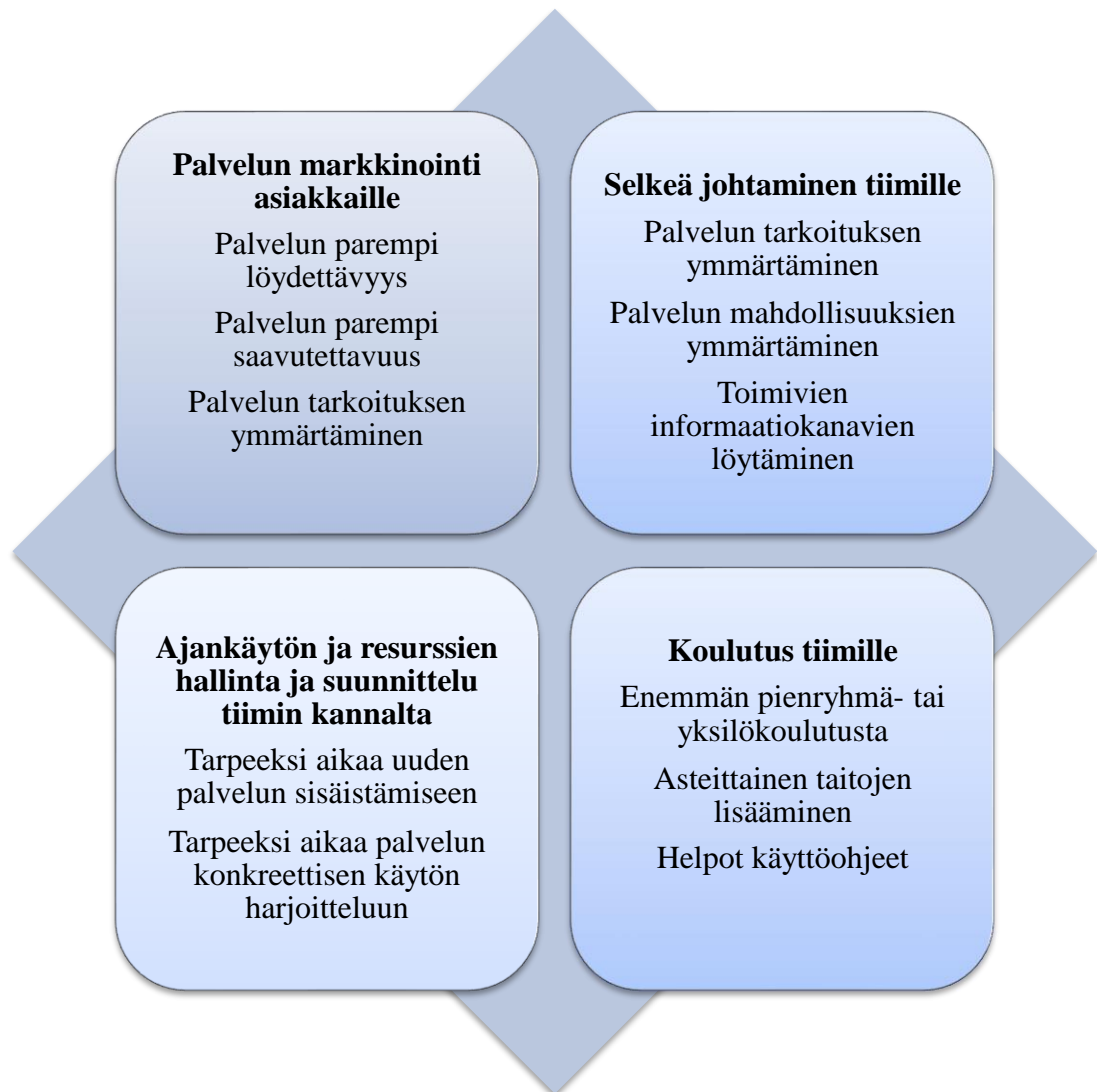 Palvelun markkinointi
asiakkaille
Palvelun parempi
löydettävyys
Palvelun parempi
saavutettavuus
Palvelun tarkoituksen
ymmärtäminen
Selkeä johtaminen tiimille
Palvelun tarkoituksen
ymmärtäminen
Palvelun mahdollisuuksien
ymmärtäminen
Toimivien
informaatiokanavien
löytäminen
Ajankäytön ja resurssien
hallinta ja suunnittelu
tiimin kannalta
Tarpeeksi aikaa uuden
palvelun sisäistämiseen
Tarpeeksi aikaa palvelun
konkreettisen käytön
harjoitteluun
Koulutus tiimille
Enemmän pienryhmä- tai
yksilökoulutusta
Asteittainen taitojen
lisääminen
Helpot käyttöohjeet